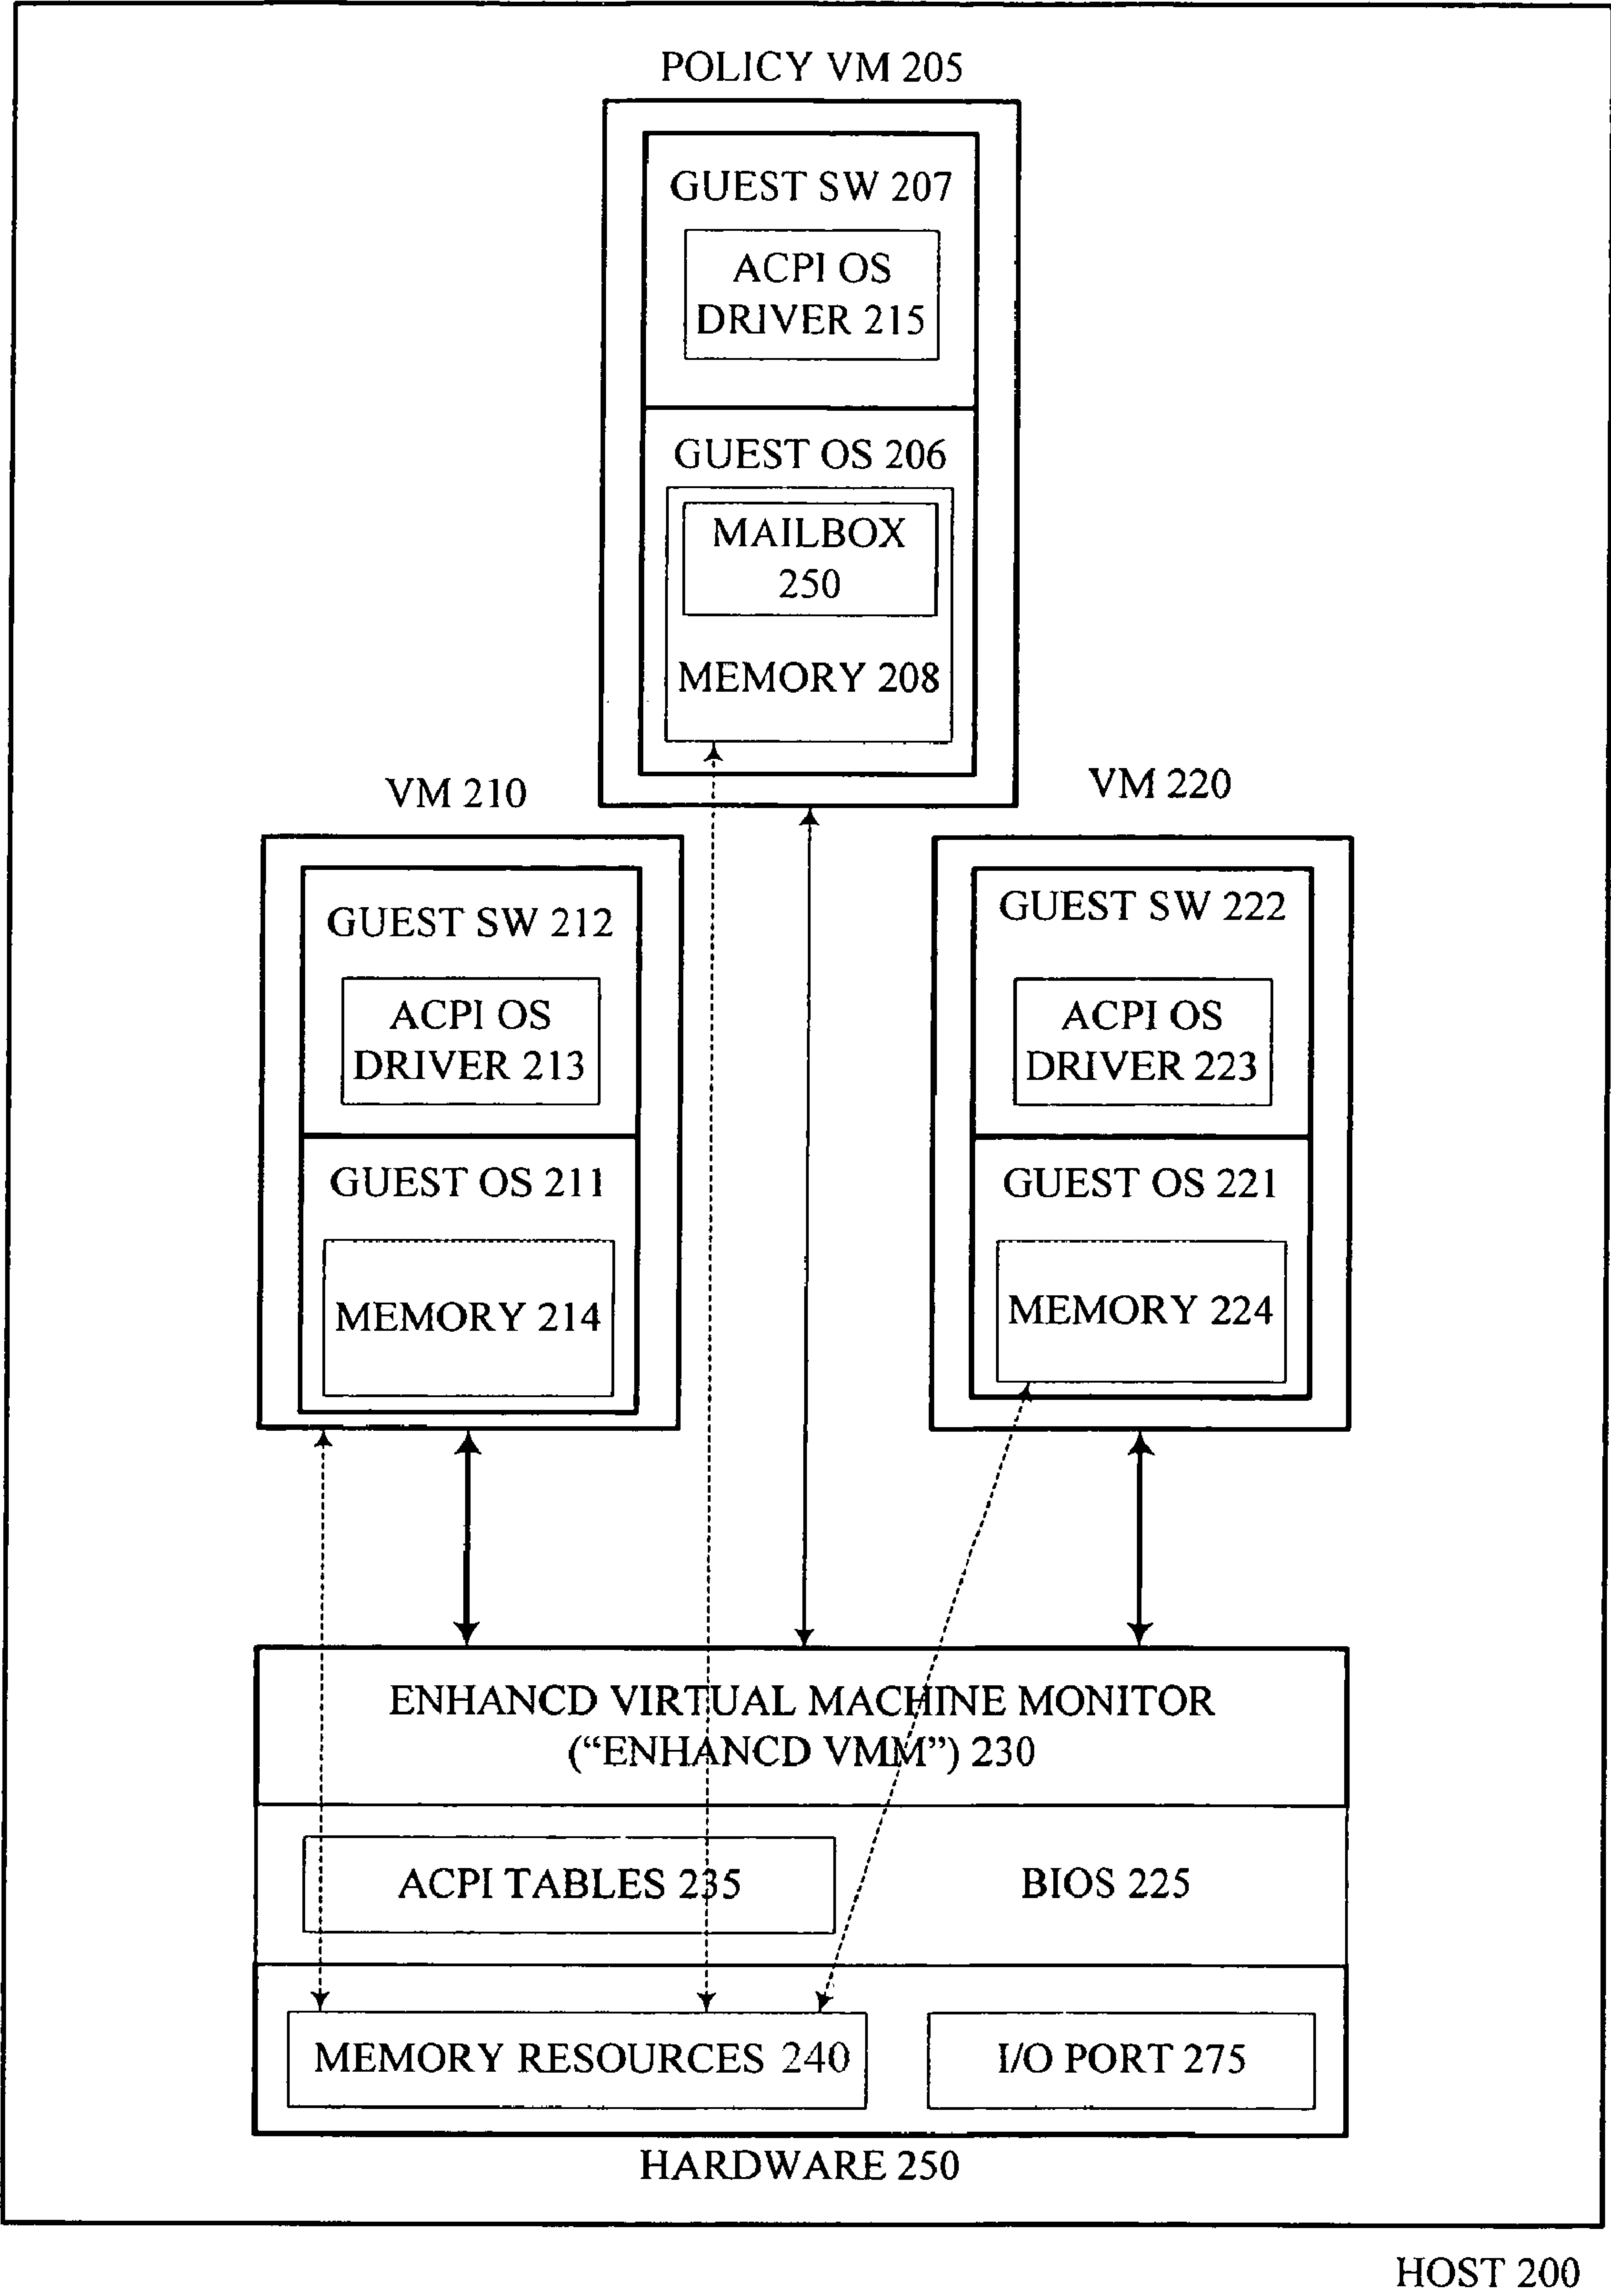 POLICY VM 205
GUEST SW 207
ACPI OS
DRIVER 215
GUEST OS 206
MAILBOX
250
MEMORY 208
VM 210
VM 220
GUEST SW 212
ACPI OS
DRIVER 213
GUEST OS 211
MEMORY 214
GUEST SW 222
ACPI OS
DRIVER 223
GUEST OS 221
MEMORY 224
ENHANCD VIRTUAL MACHINE MONITOR
(“ENHANCD VMM”) 230
ACPI TABLES 235
BIOS 225
MEMORY RESOURCES 240
I/O PORT 275
HARDWARE 250
HOST 200